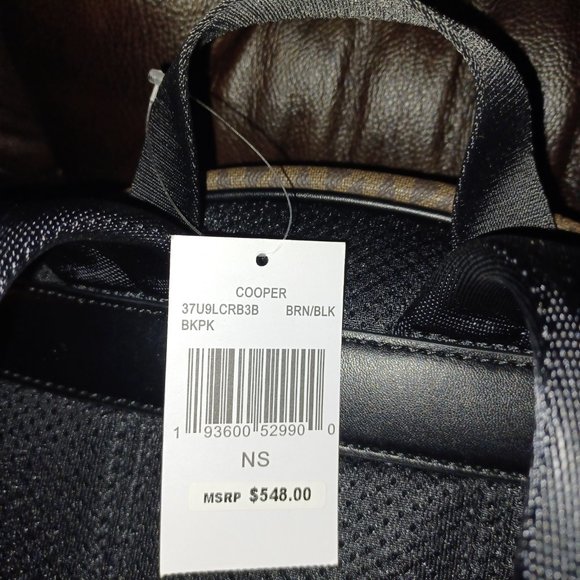 COOPER
37U9LCRB3B BRN/BLK
BKPK
1 93600 52990 0
NS
MSRP $548.00